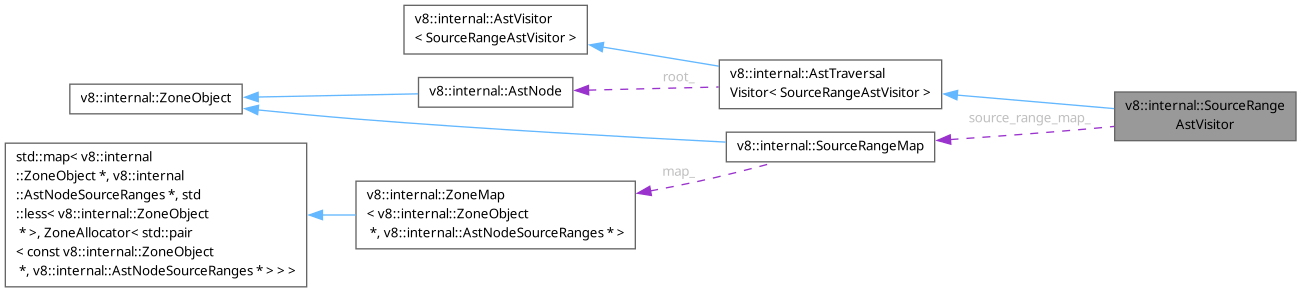 v8::internal::AstVisitor
< SourceRangeAstVisitor >
v8::internal::AstTraversal
Visitor< SourceRangeAstVisitor >
root_
v8::internal::AstNode
v8::internal::ZoneObject
v8::internal::SourceRange
AstVisitor
source_range_map_
v8::internal::SourceRangeMap
map_
std::map< v8::internal
::ZoneObject *, v8::internal
::AstNodeSourceRanges *, std
::less< v8::internal::ZoneObject
* >, ZoneAllocator< std::pair
< const v8::internal::ZoneObject
*, v8::internal::AstNodeSourceRanges * > > >
v8::internal::ZoneMap
< v8::internal::ZoneObject
*, v8::internal::AstNodeSourceRanges * >